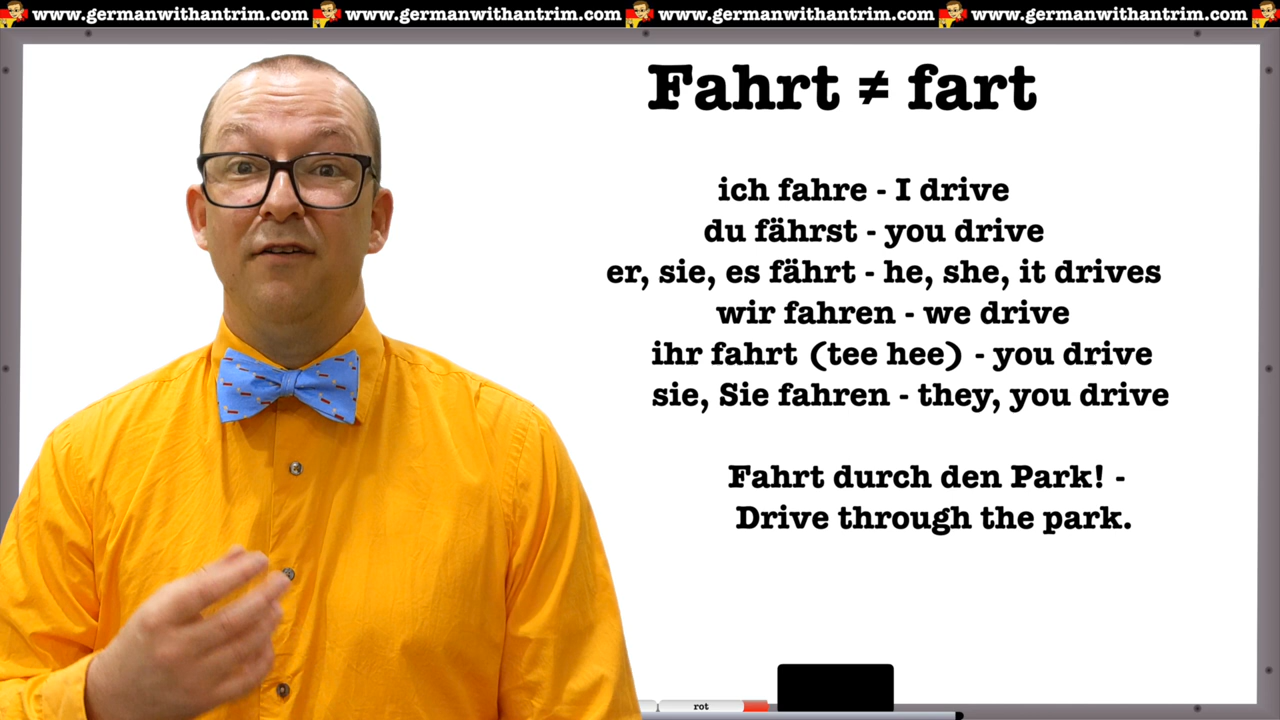 www.germanwithantrim.com www.germanwithantrim.com www.germanwithantrim.com www.germanwithantrim.com
Fahrt ≠ fart
ich fahre - I drive
du fährst - you drive
er, sie, es fährt - he, she, it drives
wir fahren - we drive
ihr fahrt (tee hee) - you drive
sie, Sie fahren - they, you drive
Fahrt durch den Park! -
Drive through the park.
rot